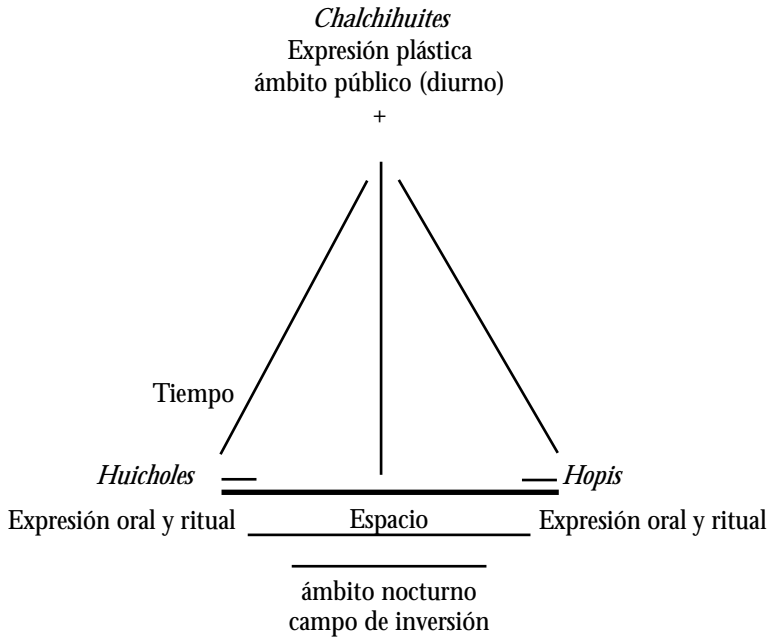 Chalchihuites
Expresión plástica
ámbito público (diurno)
+
Tiempo
Huicholes
Hopis
Expresión oral y ritual
Espacio
Expresión oral y ritual
ámbito nocturno
campo de inversión